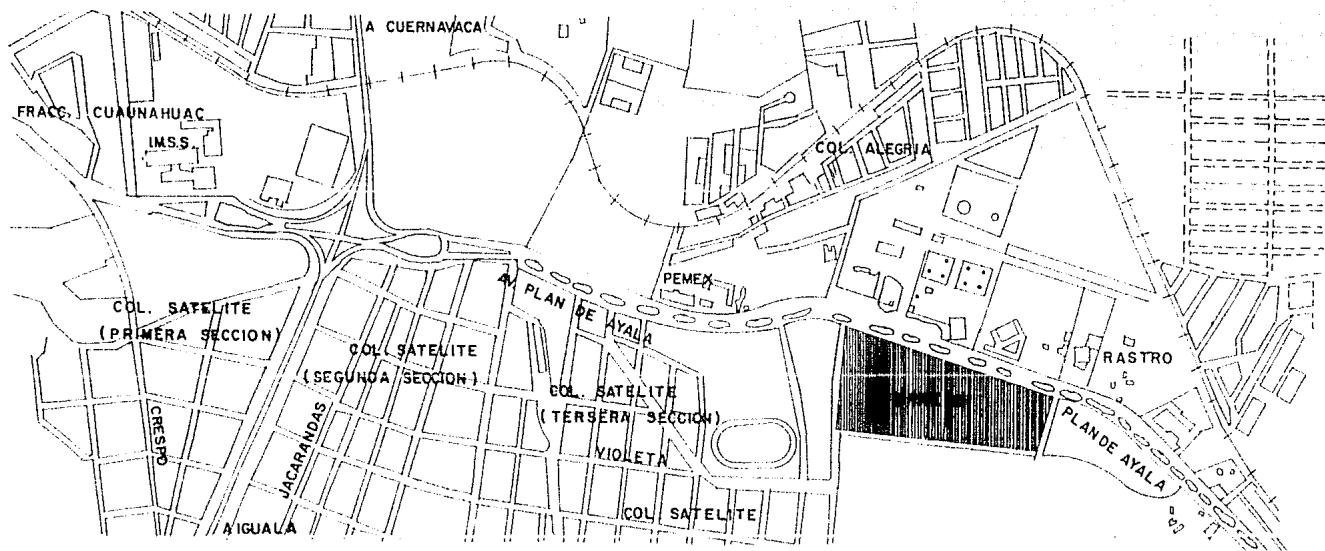 A CUERNAVACA
FRACC. CUAUNAHUAC
I.M.S.S.
COL. ALEGRIA
PEMEX
AV. PLAN DE AYALA
COL. SATELITE
(PRIMERA SECCION)
COL. SATELITE
(SEGUNDA SECCION)
RASTRO
COL. SATELITE
(TERSERA SECCION)
CRESPO
JACARANDAS
PLAN DE AYALA
VIOLETA
COL SATELITE
A IGUALA